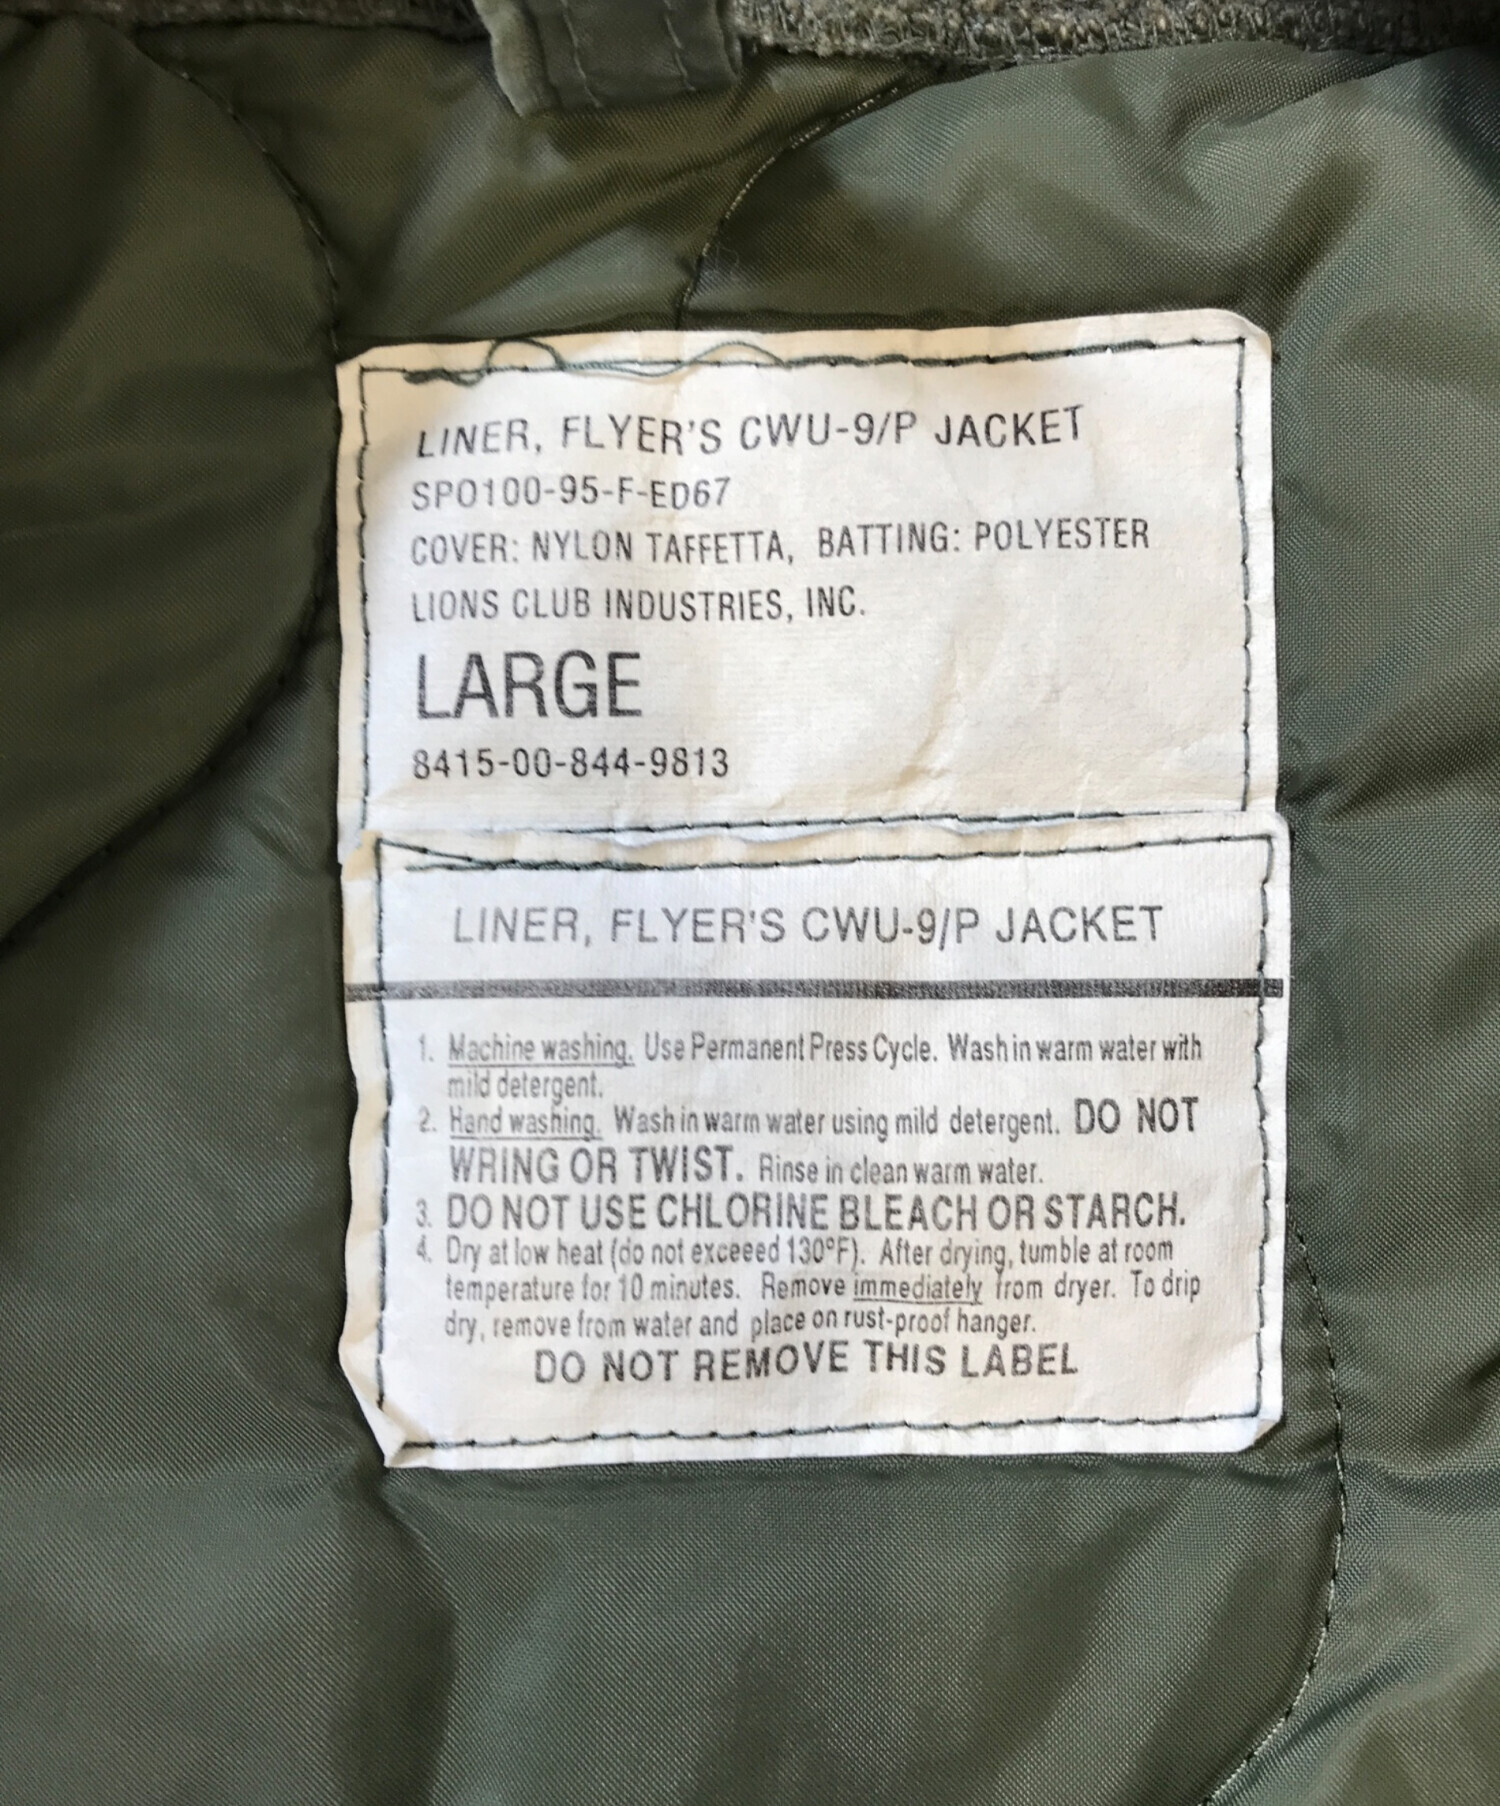 LINER, FLYER'S CWU-9/P JACKET
SPO100-95-F-ED67
COVER: NYLON TAFFETTA, BATTING: POLYESTER
LIONS CLUB INDUSTRIES, INC.
LARGE
8415-00-844-9813
LINER, FLYER'S CWU-9/P JACKET
1. Machine washing. Use Permanent Press Cycle. Wash in warm water with
mild detergent.
2. Hand washing. Wash in warm water using mild detergent. DO NOT
WRING OR TWIST. Rinse in clean warm water.
3. DO NOT USE CHLORINE BLEACH OR STARCH.
4. Dry at low heat (do not exceeed 130°F). After drying, tumble at room
temperature for 10 minutes. Remove immediately from dryer. To drip
dry, remove from water and place on rust-proof hanger.
DO NOT REMOVE THIS LABEL